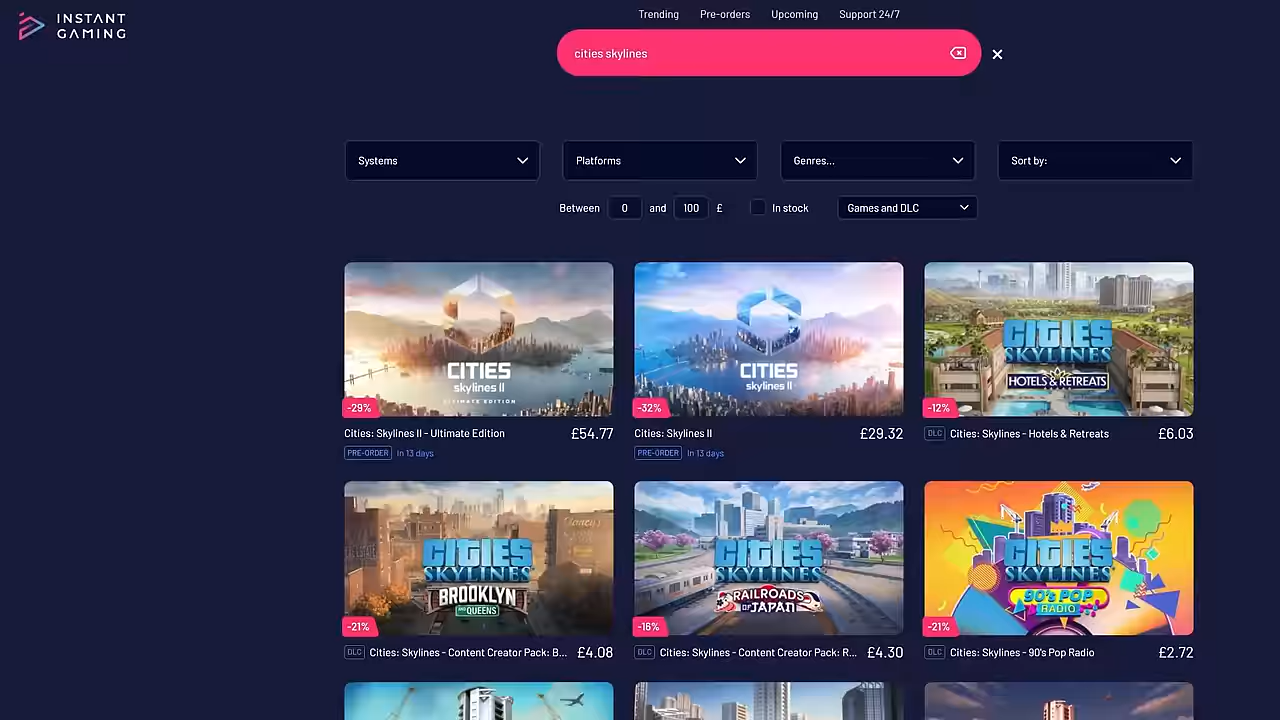 INSTANT
GAMING
Trending Pre-orders Upcoming Support 24/7
cities skylines
Systems Platforms Genres... Sort by:
Between 0 and 100 £ In stock Games and DLC
CITIES
skylines II
ULTIMATE EDITION
-29%
Cities: Skylines II - Ultimate Edition £54.77
PRE-ORDER In 13 days
CITIES
skylines II
-32%
Cities: Skylines II £29.32
PRE-ORDER In 13 days
CITIES
SKYLINES
HOTELS & RETREATS
-12%
DLC Cities: Skylines - Hotels & Retreats £6.03
CITIES
SKYLINES
BROOKLYN
AND QUEENS
-21%
DLC Cities: Skylines - Content Creator Pack: B... £4.08
CITIES
SKYLINES
RAILROADS
OF JAPAN
-16%
DLC Cities: Skylines - Content Creator Pack: R... £4.30
CITIES
SKYLINES
90's POP
RADIO
-21%
DLC Cities: Skylines - 90's Pop Radio £2.72